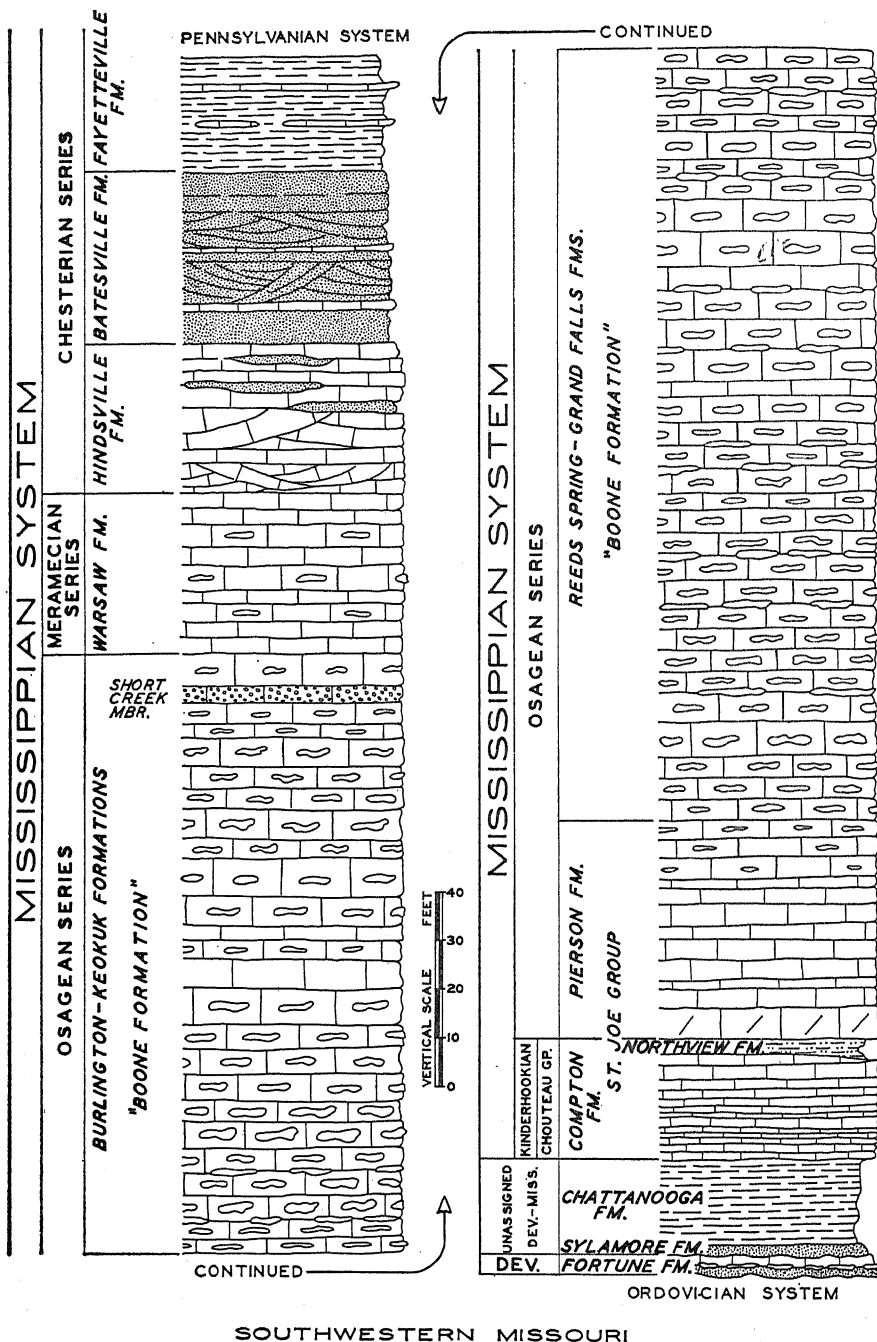 PENNSYLVANIAN SYSTEM
MISSISSIPPIAN SYSTEM
CHESTERIAN SERIES
FAYETTEVILLE
FM.
BATESVILLE FM.
HINDSVILLE
FM.
MERAMECIAN
SERIES
WARSAW FM.
OSAGEAN SERIES
SHORT
CREEK
MBR.
BURLINGTON-KEOKUK FORMATIONS
"BOONE FORMATION"
VERTICAL SCALE FEET
40
30
20
10
0
CONTINUED
CONTINUED
MISSISSIPPIAN SYSTEM
OSAGEAN SERIES
REEDS SPRING-GRAND FALLS FMS.
"BOONE FORMATION"
PIERSON FM.
ST. JOE GROUP
NORTHVIEW FM.
KINDERHOOKIAN
CHOUTEAU GP.
COMPTON
FM.
UNASSIGNED
DEV.-MISS.
CHATTANOOGA
FM.
SYLAMORE FM.
DEV.
FORTUNE FM.
ORDOVICIAN SYSTEM
SOUTHWESTERN MISSOURI